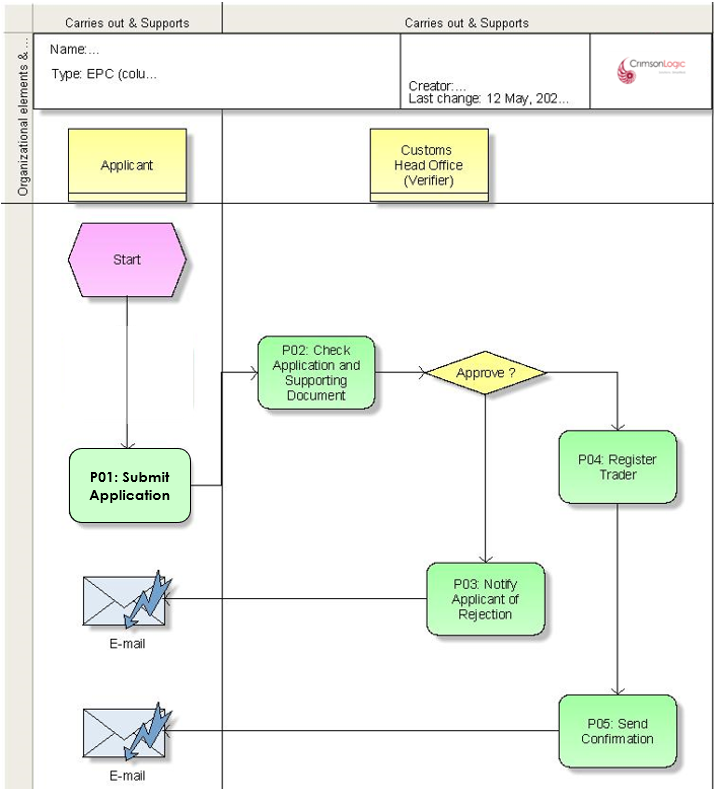 Carries out & Supports
Carries out & Supports
Organizational elements & ...
Name:...
Type: EPC (colu...
Creator:...
Last change: 12 May, 202...
CrimsonLogic
Applicant
Customs
Head Office
(Verifier)
Start
P02: Check
Application and
Supporting
Document
Approve ?
P04: Register
Trader
P01: Submit
Application
P03: Notify
Applicant of
Rejection
E-mail
P05: Send
Confirmation
E-mail